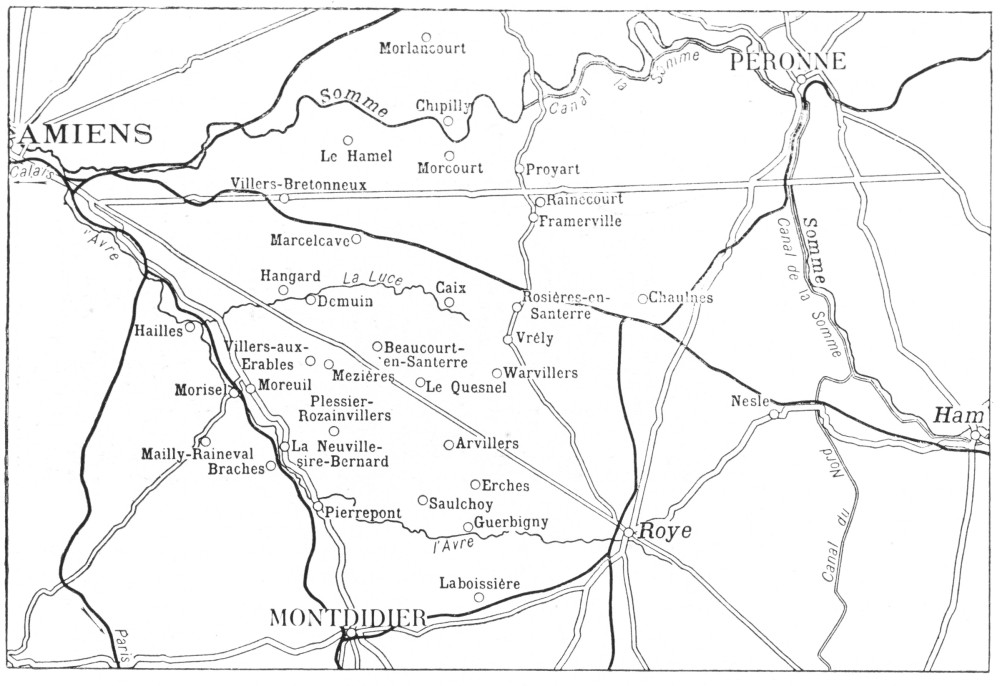 Morlancourt
PÉRONNE
Canal de la Somme
Somme
Chipilly
AMIENS
Calais
Le Hamel
Morcourt
Proyart
Villers-Bretonneux
Rainecourt
Framerville
l'Avre
Marcelcave
Somme
Canal de la Somme
Hangard
La Luce
Demuin
Caix
Rosières-en-
Santerre
Chaulnes
Hailles
Villers-aux-
Erables
Beaucourt-
en-Santerre
Vrély
Mezières
Warvillers
Le Quesnel
Morisel
Moreuil
Plessier-
Rozainvillers
Nesle
Ham
Mailly-Raineval
La Neuville-
sire-Bernard
Arvillers
Braches
Erches
Saulchoy
Pierrepont
Guerbigny
l'Avre
Roye
Canal du Nord
Laboissière
MONTDIDIER
Paris